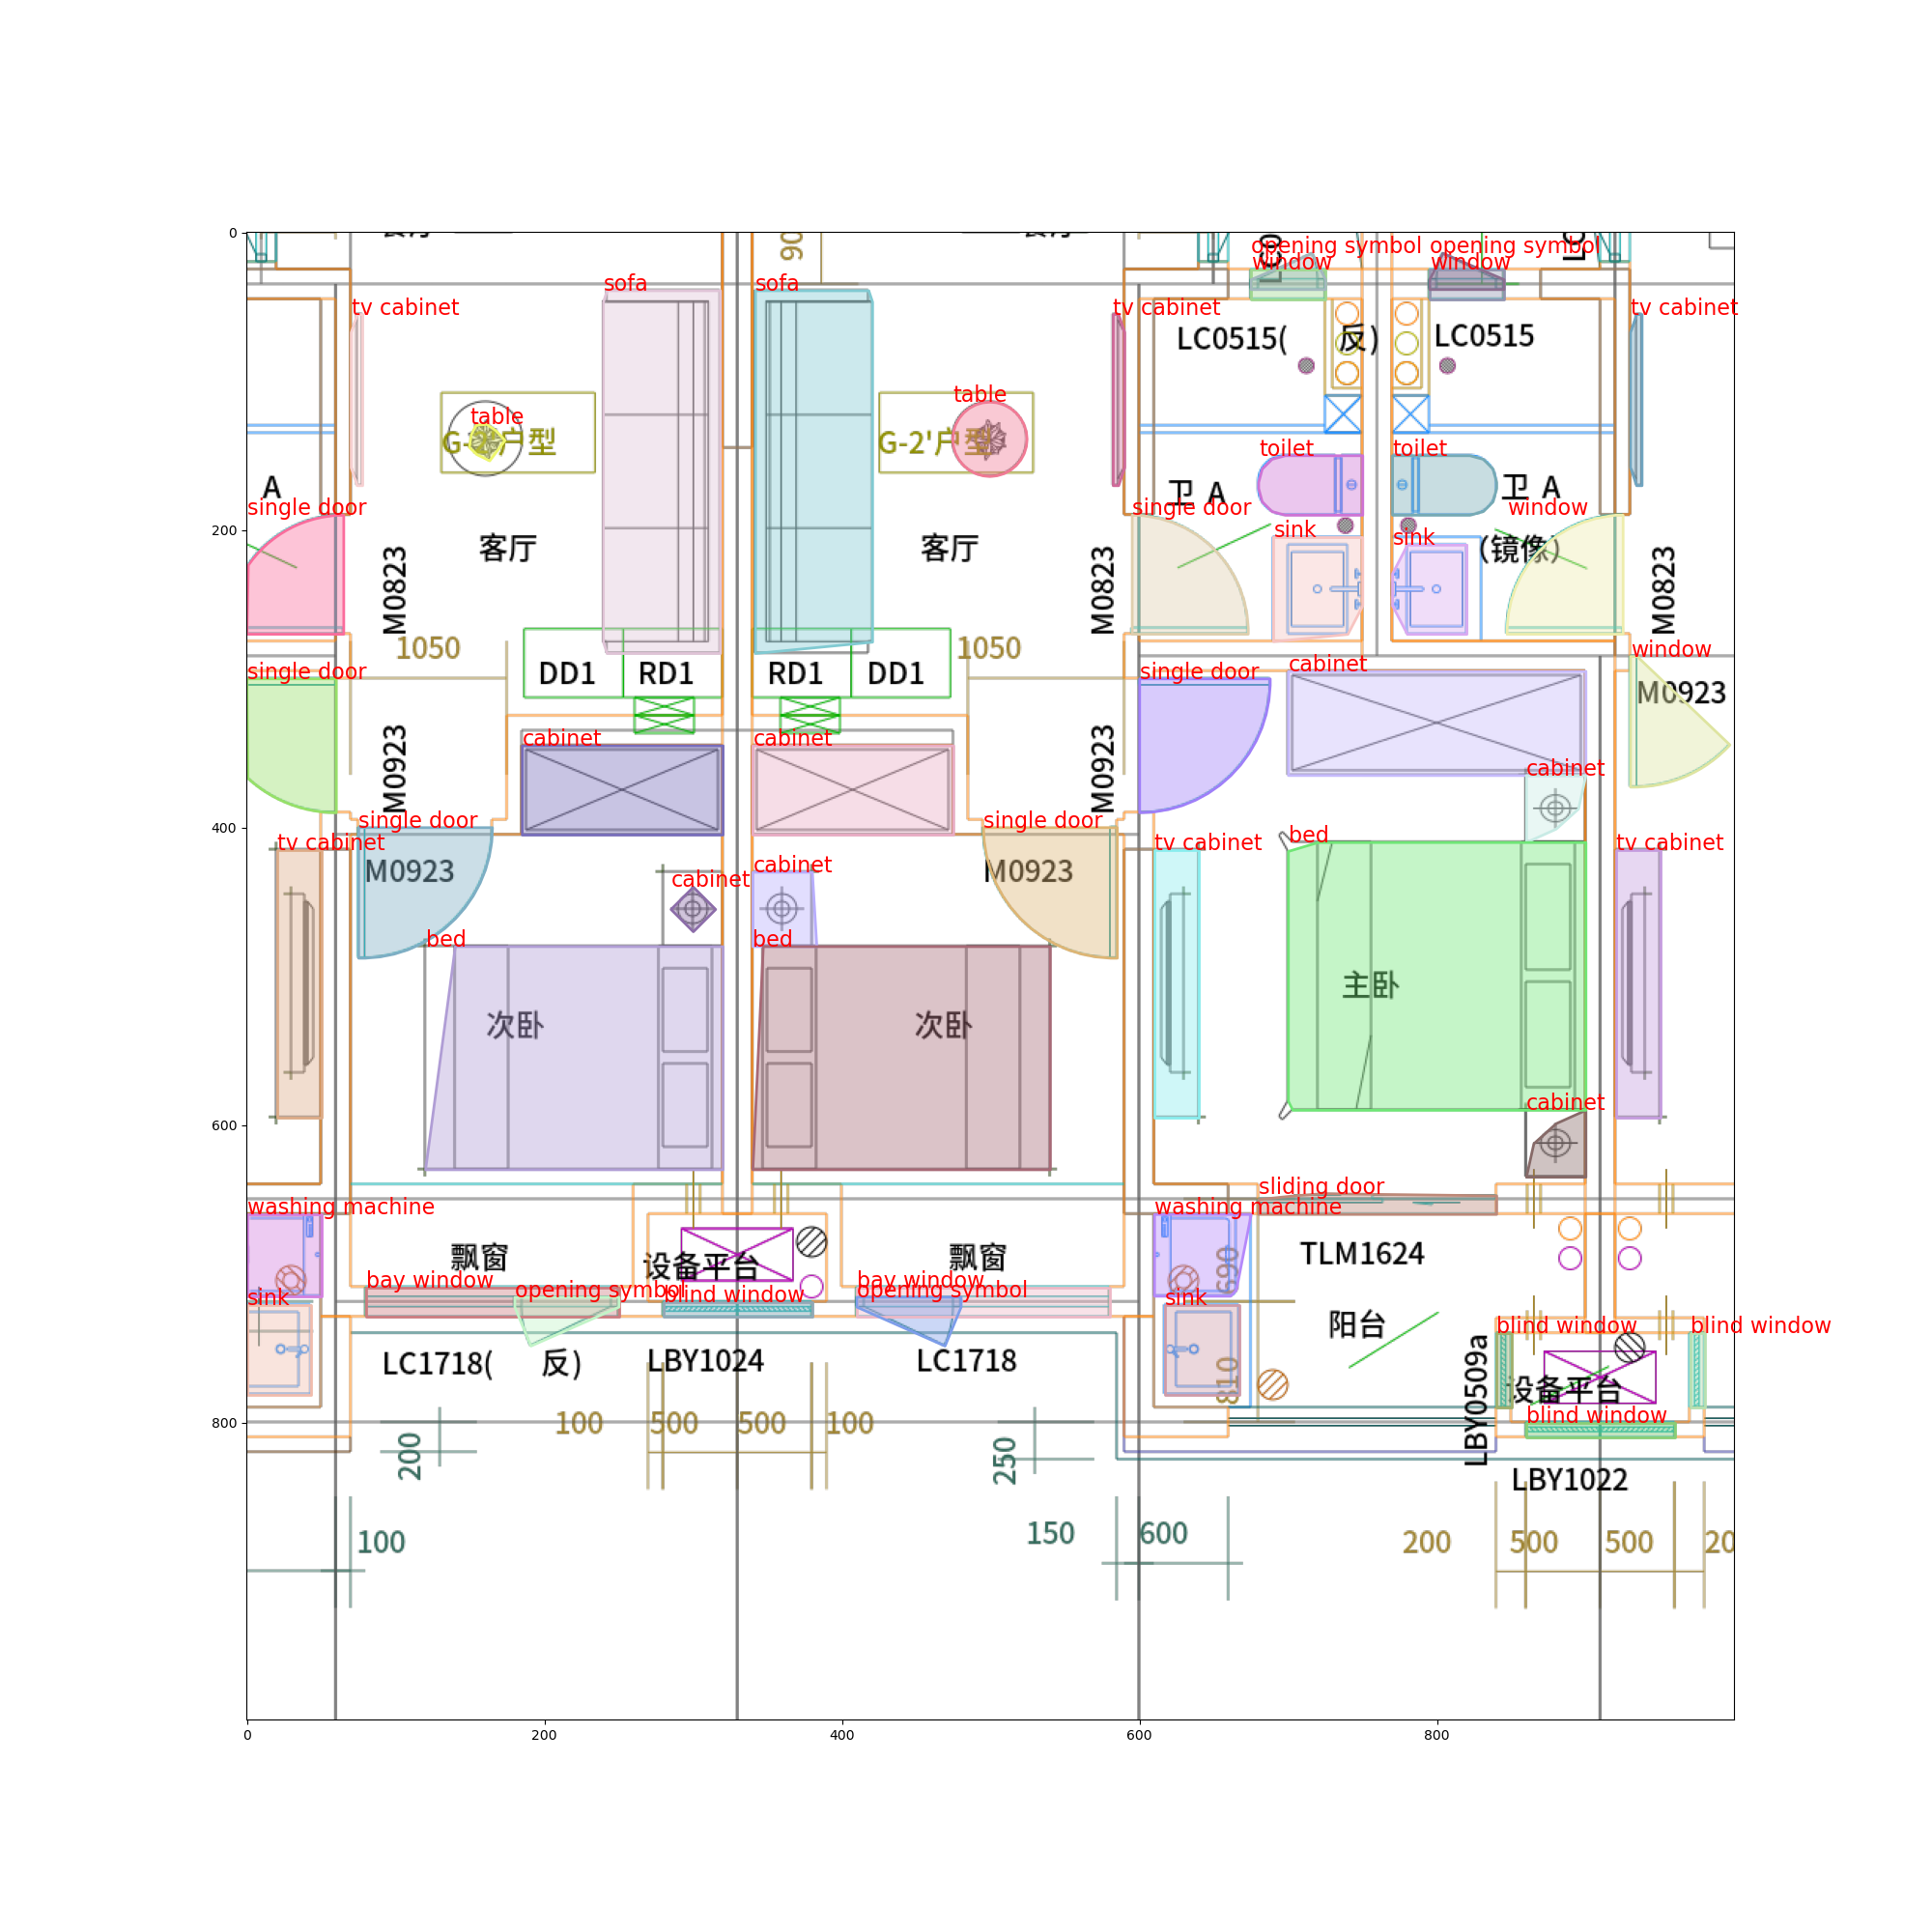 0
200
400
600
800
0
200
400
600
800
90
LC0
LC
opening symbol
opening symbol
window
window
sofa
sofa
tv cabinet
tv cabinet
tv cabinet
LC0515(
反)
LC0515
table
table
G-2'户型
G-2'户型
toilet
toilet
A
卫 A
卫 A
single door
single door
window
sink
sink
客厅
客厅
(镜像)
M0823
M0823
M0823
1050
1050
DD1
RD1
RD1
DD1
single door
single door
cabinet
window
M0923
M0923
M0923
cabinet
cabinet
cabinet
single door
single door
tv cabinet
M0923
M0923
cabinet
cabinet
bed
tv cabinet
tv cabinet
bed
bed
次卧
次卧
主卧
cabinet
sliding door
washing machine
washing machine
飘窗
设备平台
飘窗
TLM1624
690
bay window
opening symbol
blind window
bay window
opening symbol
sink
sink
阳台
blind window
blind window
LC1718(
反)
LBY1024
LC1718
810
LBY0509a
设备平台
blind window
100
500
500
100
200
250
LBY1022
100
150
600
200
500
500
20